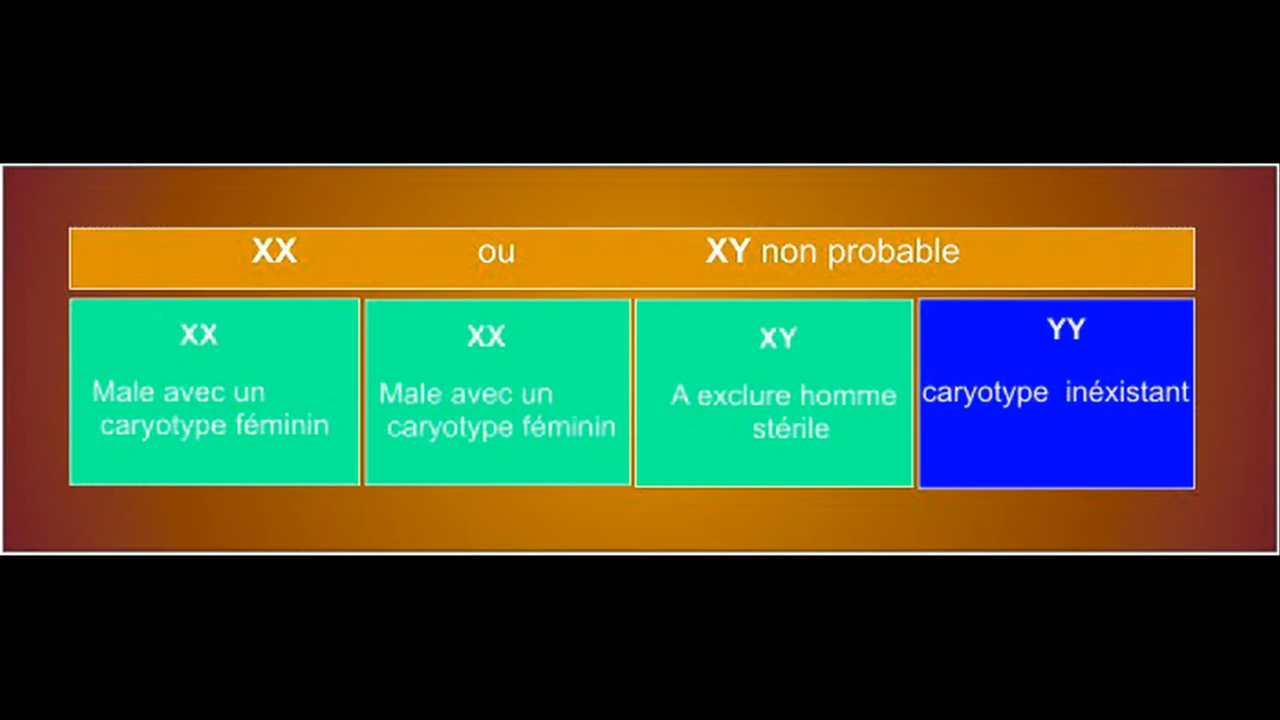 XX ou XY non probable
XX
Male avec un
caryotype féminin
XX
Male avec un
caryotype féminin
XY
A exclure homme
stérile
YY
caryotype inéxistant